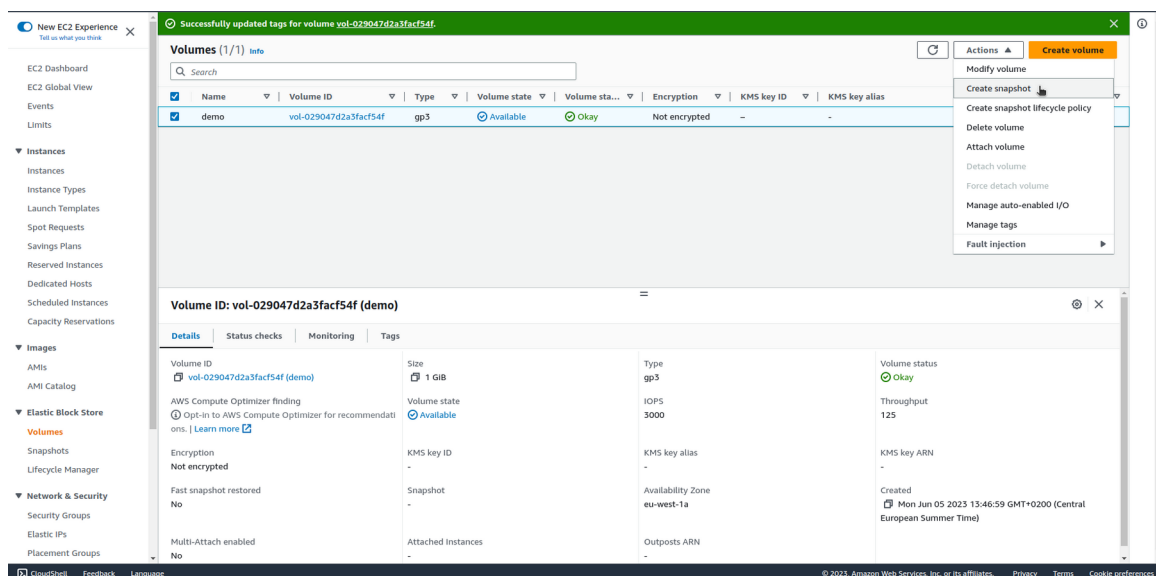 New EC2 Experience
Tell us what you think
EC2 Dashboard
EC2 Global View
Events
Limits
Instances
Instances
Instance Types
Launch Templates
Spot Requests
Savings Plans
Reserved Instances
Dedicated Hosts
Scheduled Instances
Capacity Reservations
Images
AMIs
AMI Catalog
Elastic Block Store
Volumes
Snapshots
Lifecycle Manager
Network & Security
Security Groups
Elastic IPs
Placement Groups
Successfully updated tags for volume vol-029047d2a3facf54f.
Volumes (1/1) Info
Actions
Create volume
Search
Name Volume ID Type Volume state Volume sta... Encryption KMS key ID KMS key alias
demo vol-029047d2a3facf54f gp3 Available Okay Not encrypted – -
Modify volume
Create snapshot
Create snapshot lifecycle policy
Delete volume
Attach volume
Detach volume
Force detach volume
Manage auto-enabled I/O
Manage tags
Fault injection
Volume ID: vol-029047d2a3facf54f (demo)
Details Status checks Monitoring Tags
Volume ID Size Type Volume status
vol-029047d2a3facf54f (demo) 1 GiB gp3 Okay
AWS Compute Optimizer finding Volume state IOPS Throughput
Opt-in to AWS Compute Optimizer for recommendati Available 3000 125
ons. | Learn more
Encryption KMS key ID KMS key alias KMS key ARN
Not encrypted - - -
Fast snapshot restored Snapshot Availability Zone Created
No - eu-west-1a Mon Jun 05 2023 13:46:59 GMT+0200 (Central
European Summer Time)
Multi-Attach enabled Attached Instances Outposts ARN
No - -
CloudShell Feedback Language © 2023, Amazon Web Services, Inc. or its affiliates. Privacy Terms Cookie preferences